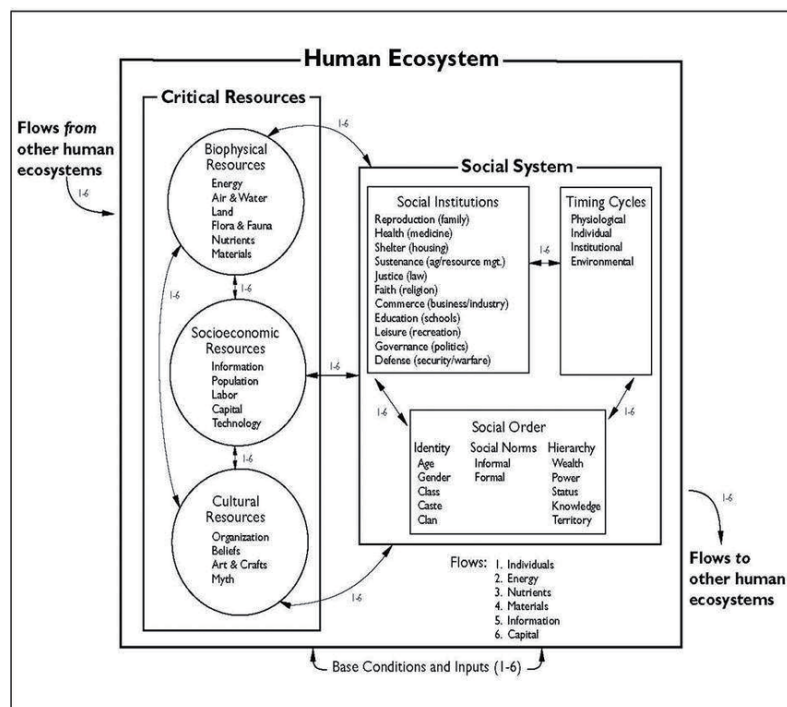 Human Ecosystem
Critical Resources
Flows from
other human
ecosystems
1-6
Biophysical
Resources
Energy
Air & Water
Land
Flora & Fauna
Nutrients
Materials
1-6
1-6
1-6
Socioeconomic
Resources
Information
Population
Labor
Capital
Technology
1-6
1-6
Cultural
Resources
Organization
Beliefs
Art & Crafts
Myth
1-6
Social System
Social Institutions
Reproduction (family)
Health (medicine)
Shelter (housing)
Sustenance (ag/resource mgt.)
Justice (law)
Faith (religion)
Commerce (business/industry)
Education (schools)
Leisure (recreation)
Governance (politics)
Defense (security/warfare)
1-6
Timing Cycles
Physiological
Individual
Institutional
Environmental
1-6
1-6
Social Order
Identity
Age
Gender
Class
Caste
Clan
Social Norms
Informal
Formal
Hierarchy
Wealth
Power
Status
Knowledge
Territory
1-6
Flows to
other human
ecosystems
Flows:
1. Individuals
2. Energy
3. Nutrients
4. Materials
5. Information
6. Capital
Base Conditions and Inputs (1-6)